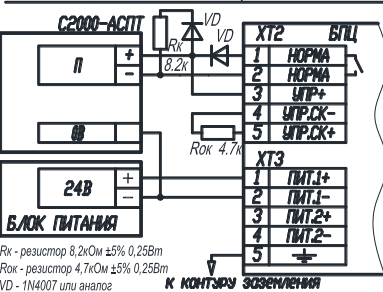 С2000-АСПТ
П
+
-
0В
24В
+
-
БЛОК ПИТАНИЯ
VD
VD
Rк
8.2к
Rок 4.7к
ХТ2 БПЦ
1 НОРМА
2 НОРМА
3 УПР+
4 УПР.СК-
5 УПР.СК+
ХТ3
1 ПИТ.1+
2 ПИТ.1-
3 ПИТ.2+
4 ПИТ.2-
5
Rк - резистор 8,2кОм ±5% 0,25Вт
Rок - резистор 4,7кОм ±5% 0,25Вт
VD - 1N4007 или аналог
К КОНТУРУ ЗАЗЕМЛЕНИЯ